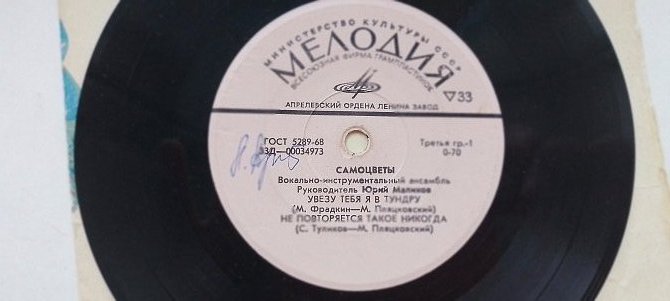 МИНИСТЕРСТВО КУЛЬТУРЫ СССР
МЕЛОДИЯ
ВСЕСОЮЗНАЯ ФИРМА ГРАМПЛАСТИНОК
▽33
АПРЕЛЕВСКИЙ ОРДЕНА ЛЕНИНА ЗАВОД
ГОСТ 5289-68
33Д—00034973
Третья гр.-1
0-70
САМОЦВЕТЫ
Вокально-инструментальный ансамбль
Руководитель Юрий Маликов
УВЕЗУ ТЕБЯ Я В ТУНДРУ
(М. Фрадкин—М. Пляцковский)
НЕ ПОВТОРЯЕТСЯ ТАКОЕ НИКОГДА
(С. Туликов—М. Пляцковский)